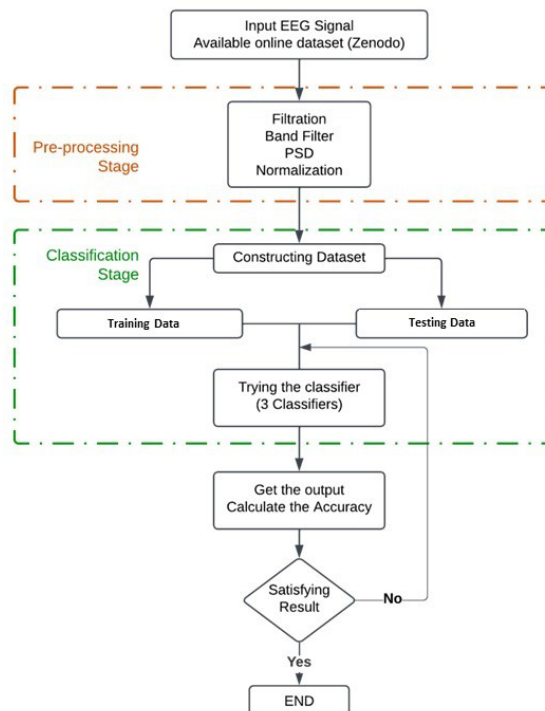 Input EEG Signal
Available online dataset (Zenodo)
Pre-processing
Stage
Filtration
Band Filter
PSD
Normalization
Classification
Stage
Constructing Dataset
Training Data
Testing Data
Trying the classifier
(3 Classifiers)
Get the output
Calculate the Accuracy
Satisfying
Result
No
Yes
END